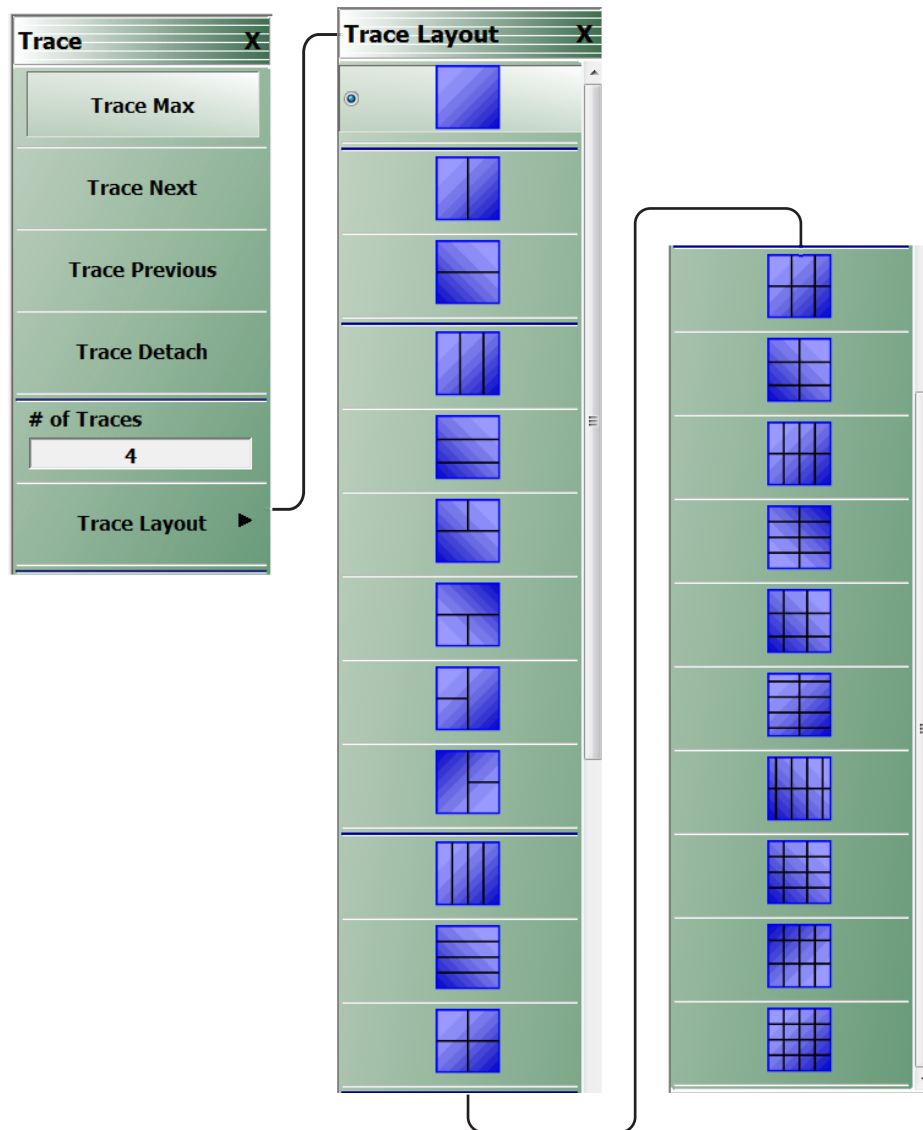 Trace X
Trace Max
Trace Next
Trace Previous
Trace Detach
# of Traces
4
Trace Layout
Trace Layout X